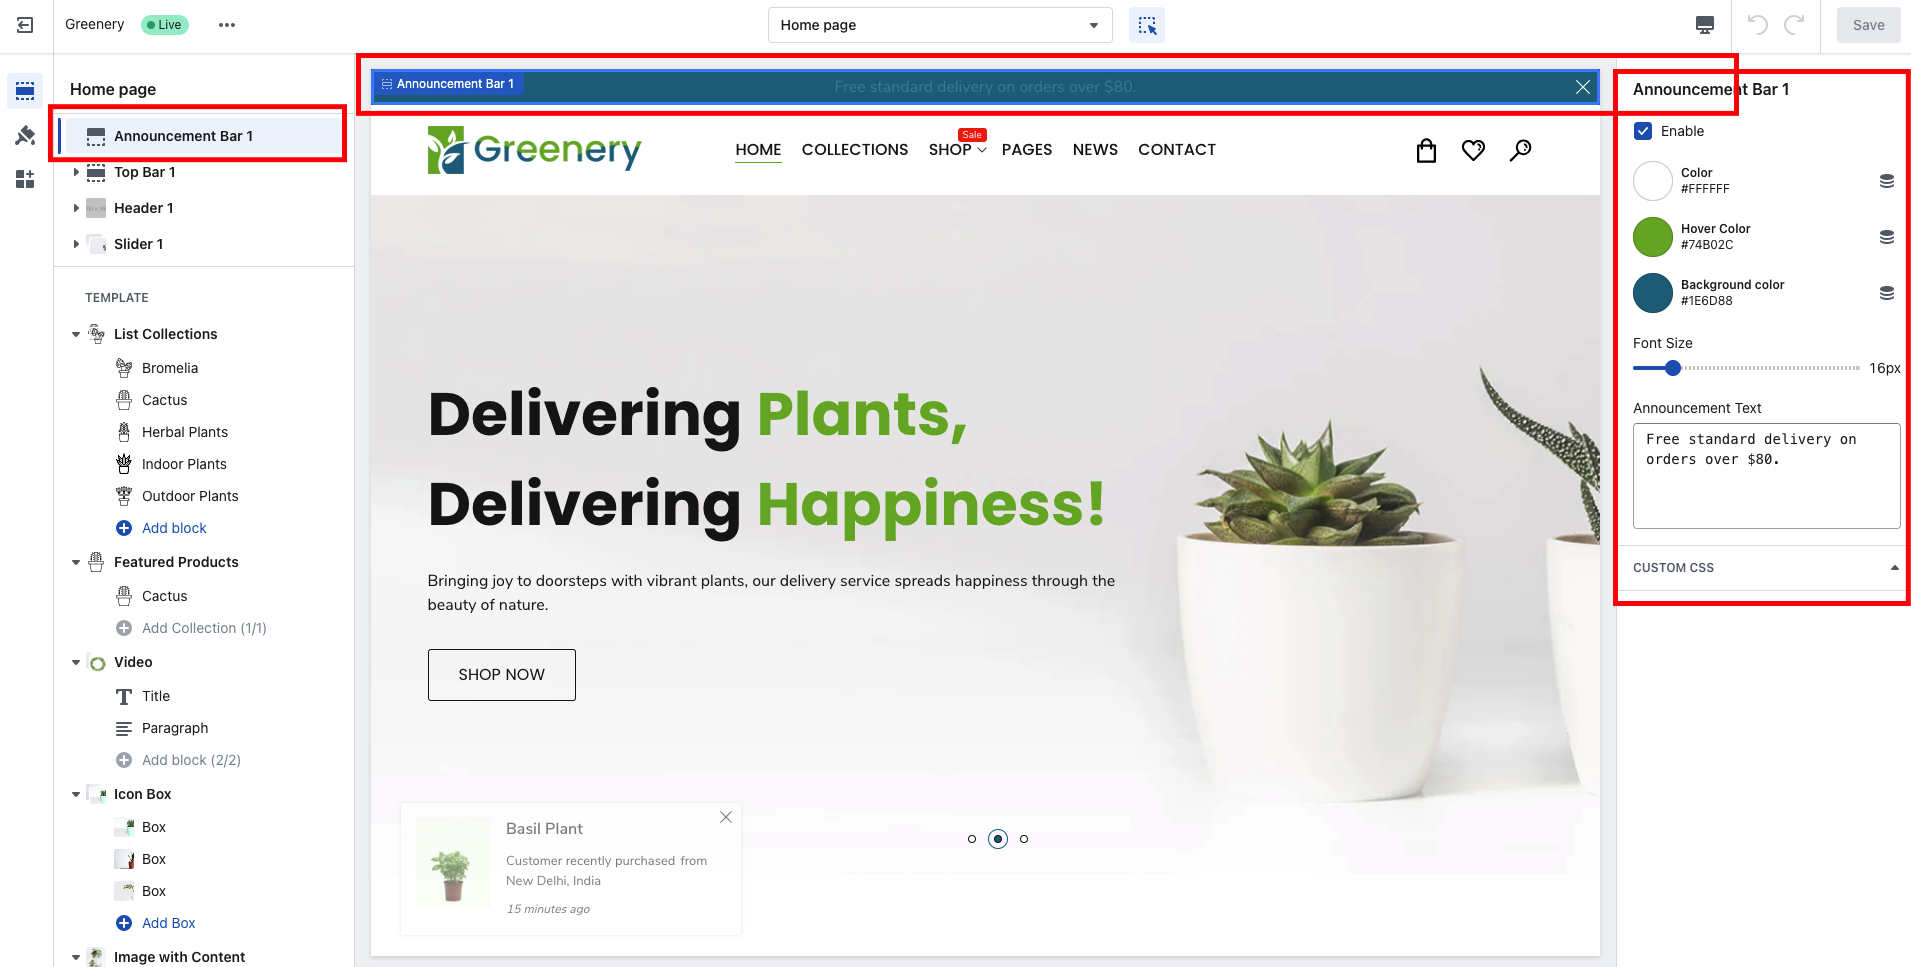 Greenery
Live
Home page
Save
Home page
Announcement Bar 1
Top Bar 1
Header 1
Slider 1
TEMPLATE
List Collections
Bromelia
Cactus
Herbal Plants
Indoor Plants
Outdoor Plants
Add block
Featured Products
Cactus
Add Collection (1/1)
Video
Title
Paragraph
Add block (2/2)
Icon Box
Box
Box
Box
Add Box
Image with Content
Announcement Bar 1
Free standard delivery on orders over $80.
Greenery
HOME
COLLECTIONS
Sale
SHOP
PAGES
NEWS
CONTACT
Delivering Plants,
Delivering Happiness!
Bringing joy to doorsteps with vibrant plants, our delivery service spreads happiness through the
beauty of nature.
SHOP NOW
Basil Plant
Customer recently purchased from
New Delhi, India
15 minutes ago
Announcement Bar 1
Enable
Color
#FFFFFF
Hover Color
#74B02C
Background color
#1E6D88
Font Size
16px
Announcement Text
Free standard delivery on
orders over $80.
CUSTOM CSS